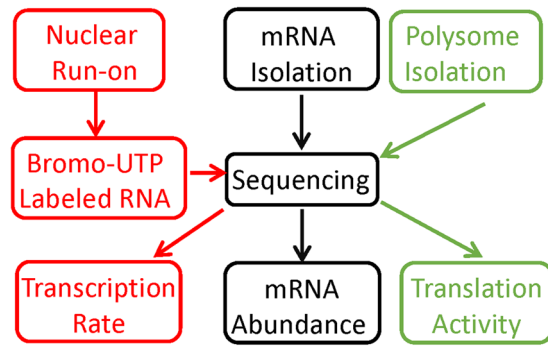 Nuclear
Run-on
mRNA
Isolation
Polysome
Isolation
Bromo-UTP
Labeled RNA
Sequencing
Transcription
Rate
mRNA
Abundance
Translation
Activity